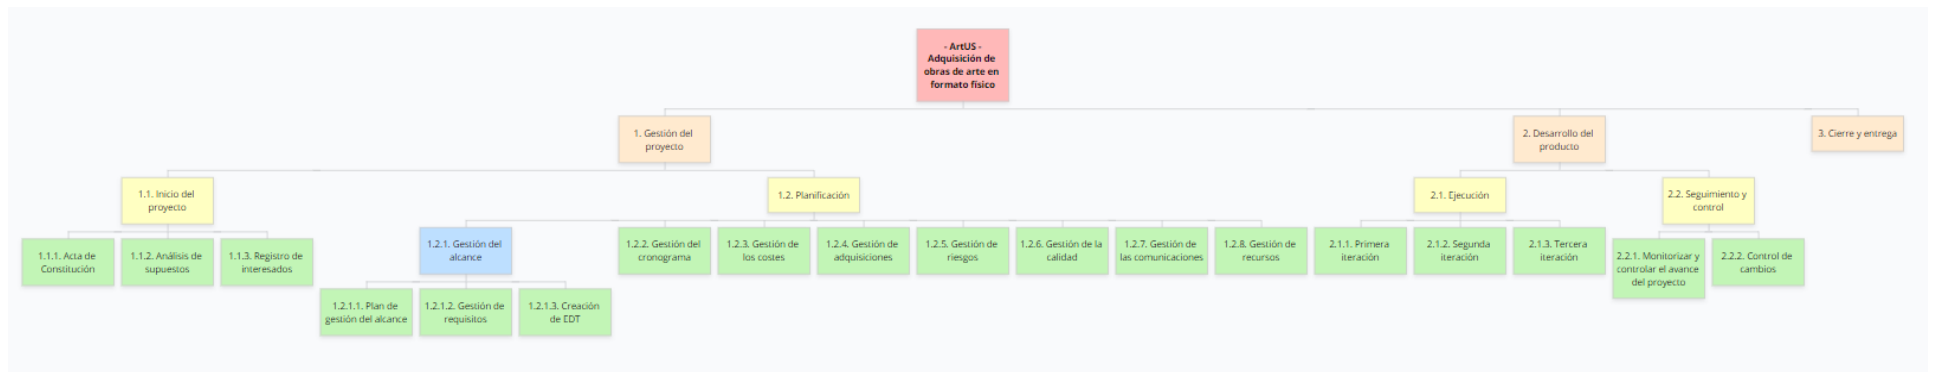 - ArtUS -
Adquisición de
obras de arte en
formato físico
1. Gestión del
proyecto
2. Desarrollo del
producto
3. Cierre y entrega
1.1. Inicio del
proyecto
1.2. Planificación
2.1. Ejecución
2.2. Seguimiento y
control
1.1.1. Acta de
Constitución
1.1.2. Análisis de
supuestos
1.1.3. Registro de
interesados
1.2.1. Gestión del
alcance
1.2.2. Gestión del
cronograma
1.2.3. Gestión de
los costes
1.2.4. Gestión de
adquisiciones
1.2.5. Gestión de
riesgos
1.2.6. Gestión de la
calidad
1.2.7. Gestión de
las comunicaciones
1.2.8. Gestión de
recursos
2.1.1. Primera
iteración
2.1.2. Segunda
iteración
2.1.3. Tercera
iteración
2.2.1. Monitorizar y
controlar el avance
del proyecto
2.2.2. Control de
cambios
1.2.1.1. Plan de
gestión del alcance
1.2.1.2. Gestión de
requisitos
1.2.1.3. Creación
de EDT